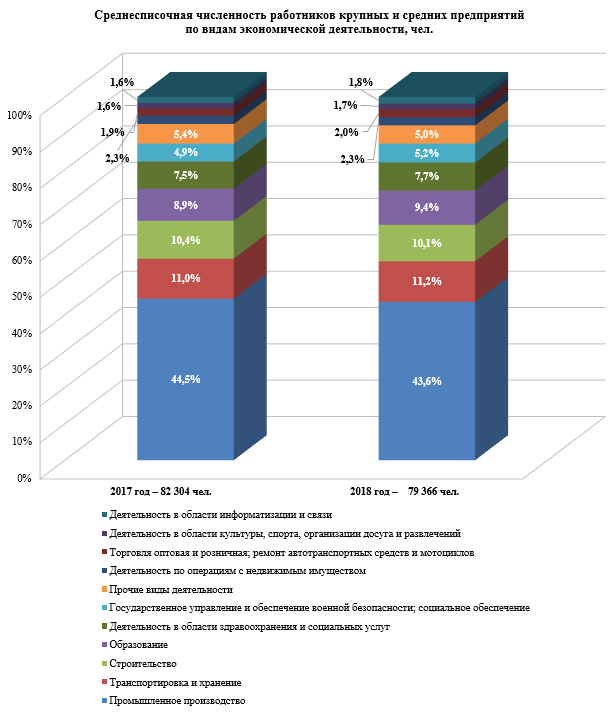 Среднесписочная численность работников крупных и средних предприятий
по видам экономической деятельности, чел.
100%
90%
80%
70%
60%
50%
40%
30%
20%
10%
0%
1,6%
1,6%
1,9%
2,3%
5,4%
4,9%
7,5%
8,9%
10,4%
11,0%
44,5%
1,8%
1,7%
2,0%
2,3%
5,0%
5,2%
7,7%
9,4%
10,1%
11,2%
43,6%
2017 год – 82 304 чел.
2018 год – 79 366 чел.
Деятельность в области информатизации и связи
Деятельность в области культуры, спорта, организации досуга и развлечений
Торговля оптовая и розничная; ремонт автотранспортных средств и мотоциклов
Деятельность по операциям с недвижимым имуществом
Прочие виды деятельности
Государственное управление и обеспечение военной безопасности; социальное обеспечение
Деятельность в области здравоохранения и социальных услуг
Образование
Строительство
Транспортировка и хранение
Промышленное производство